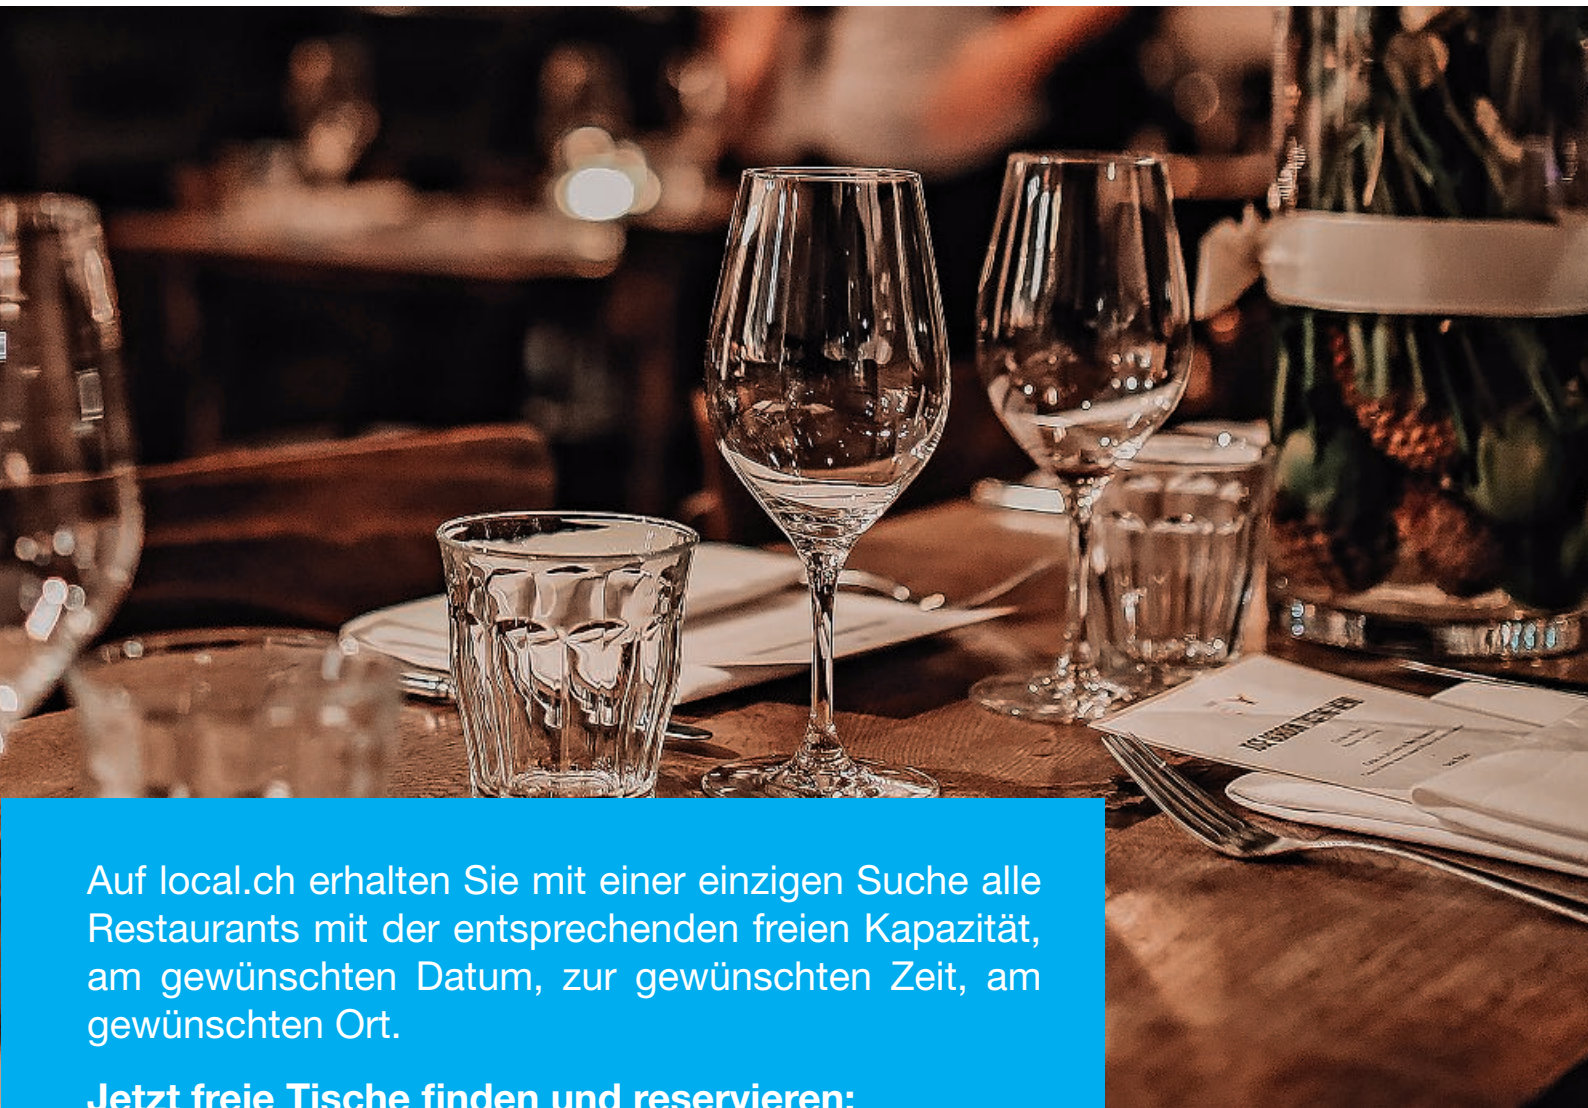 Auf local.ch erhalten Sie mit einer einzigen Suche alle
Restaurants mit der entsprechenden freien Kapazität,
am gewünschten Datum, zur gewünschten Zeit, am
gewünschten Ort.
Jetzt freie Tische finden und reservieren: